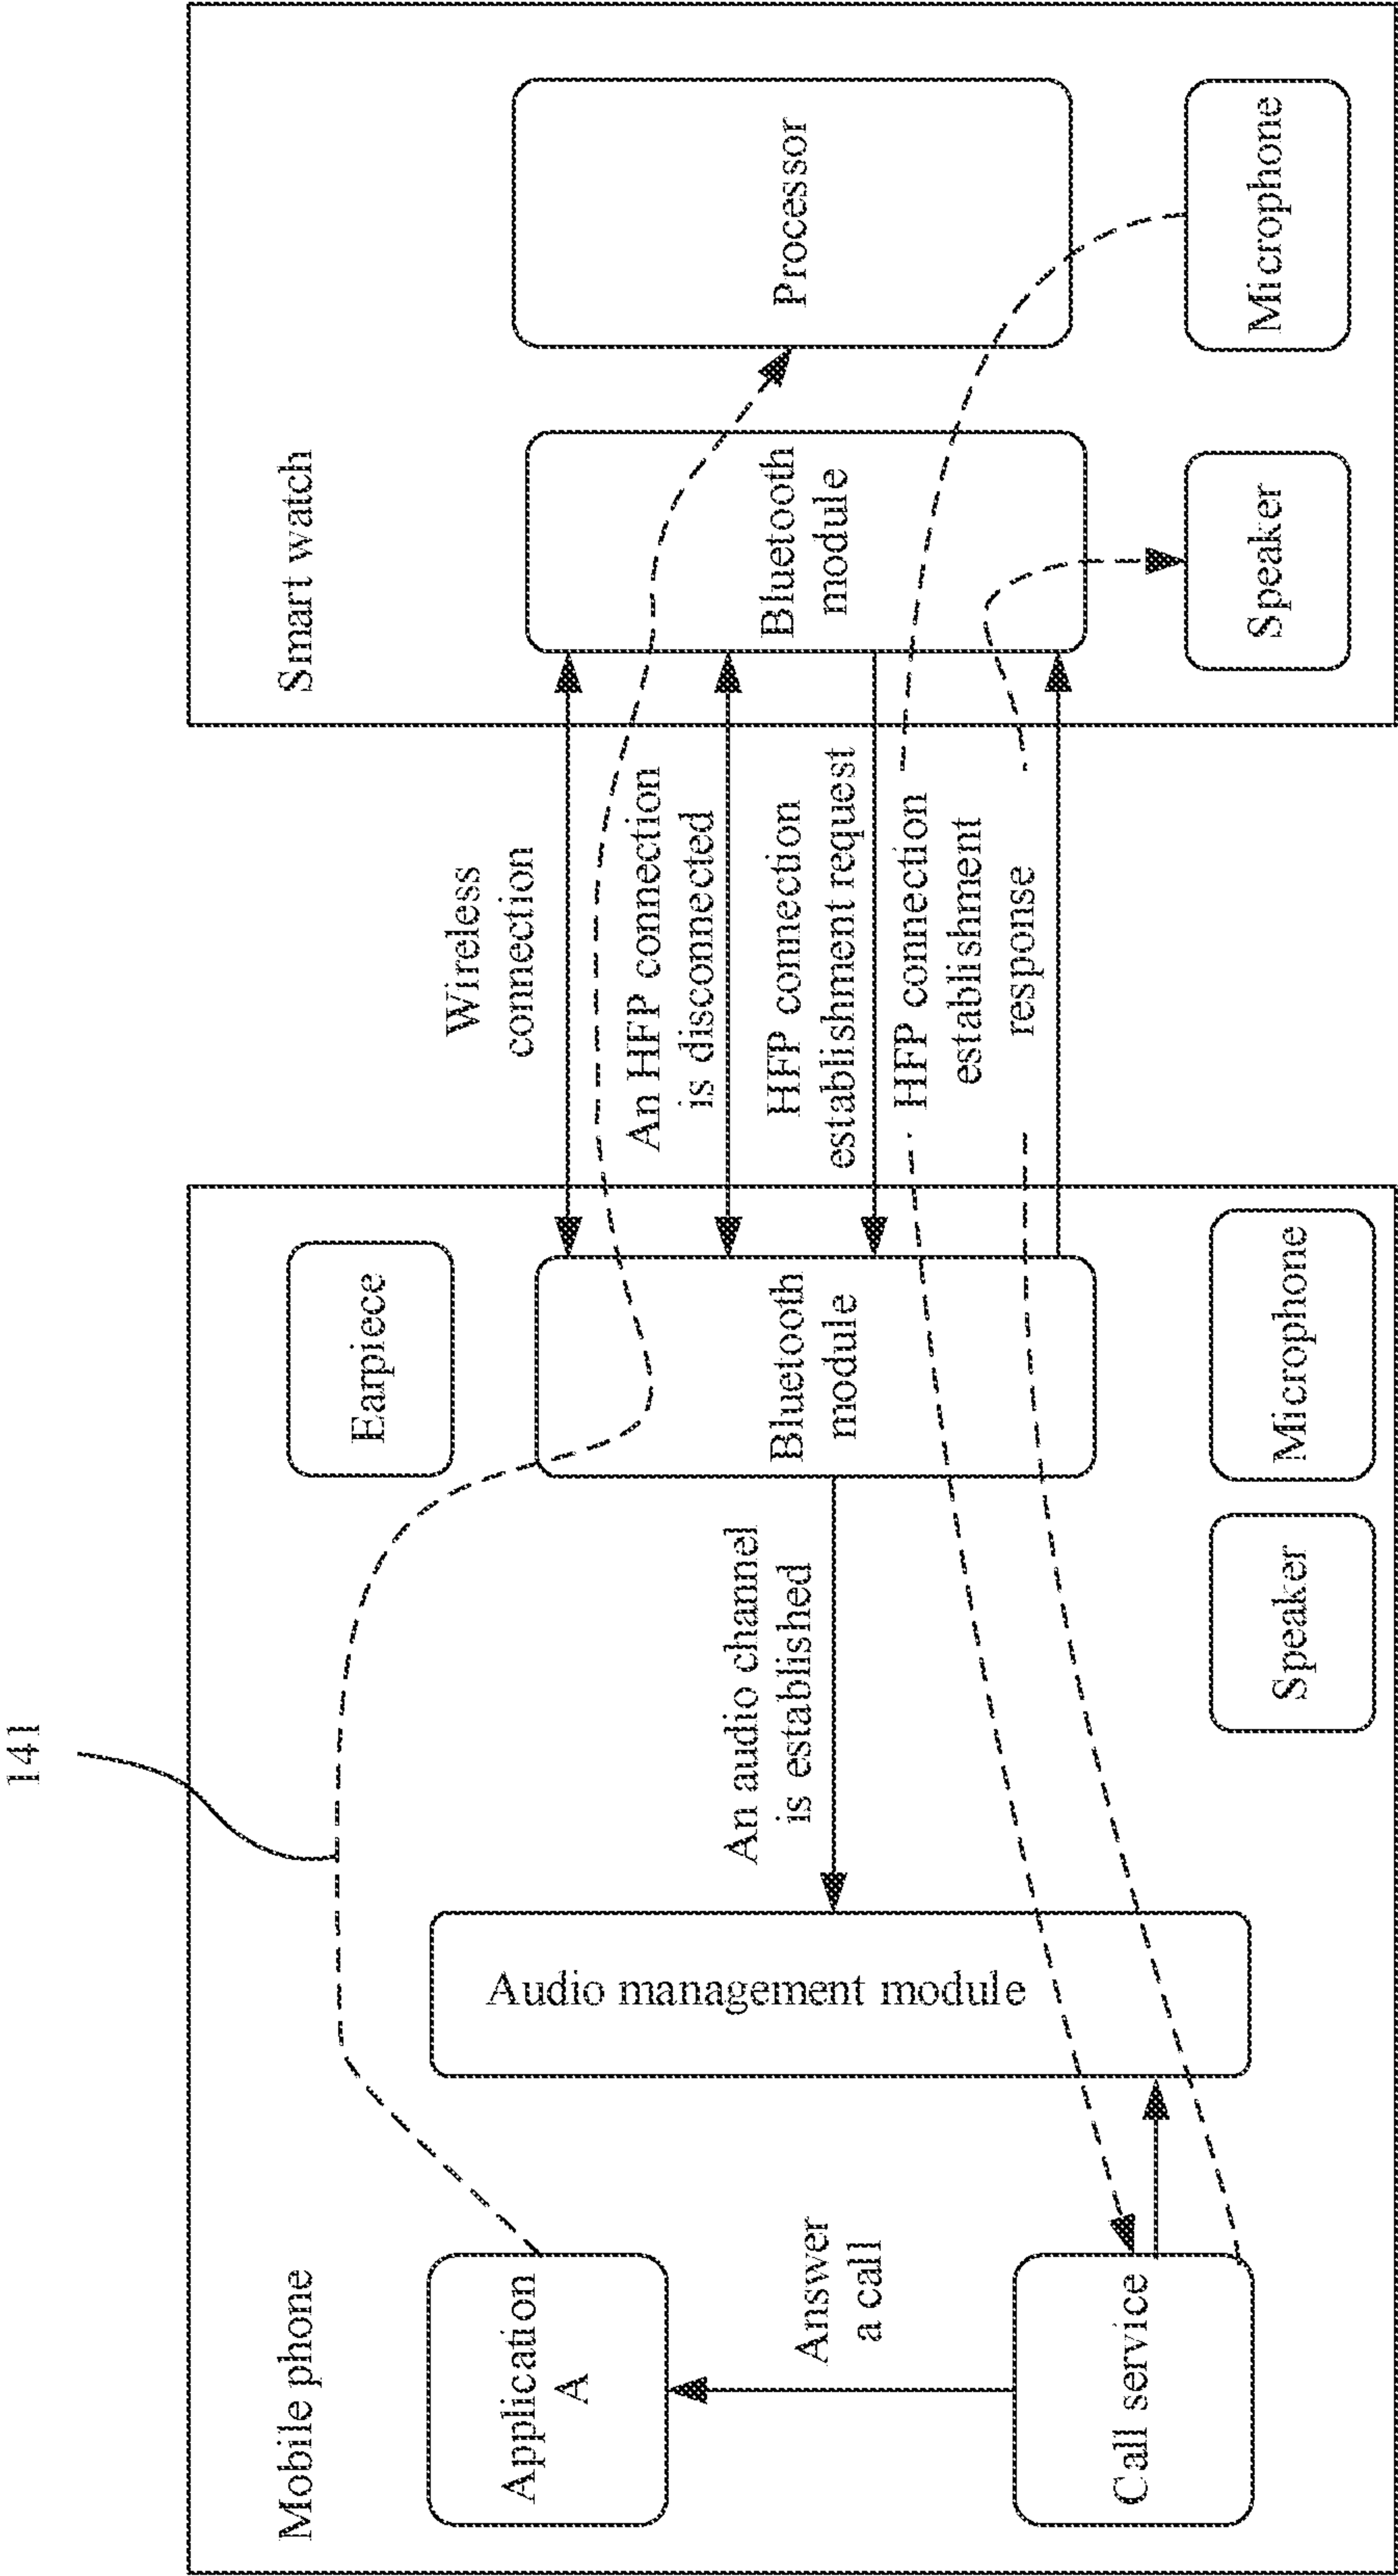 141
Mobile phone
Application
A
Answer
a call
Call service
Audio management module
An audio channel
is established
Earpiece
Bluetooth
module
Speaker
Microphone
Wireless
connection
An HFP connection
is disconnected
HFP connection
establishment request
HFP connection
establishment
response
Smart watch
Bluetooth
module
Processor
Speaker
Microphone